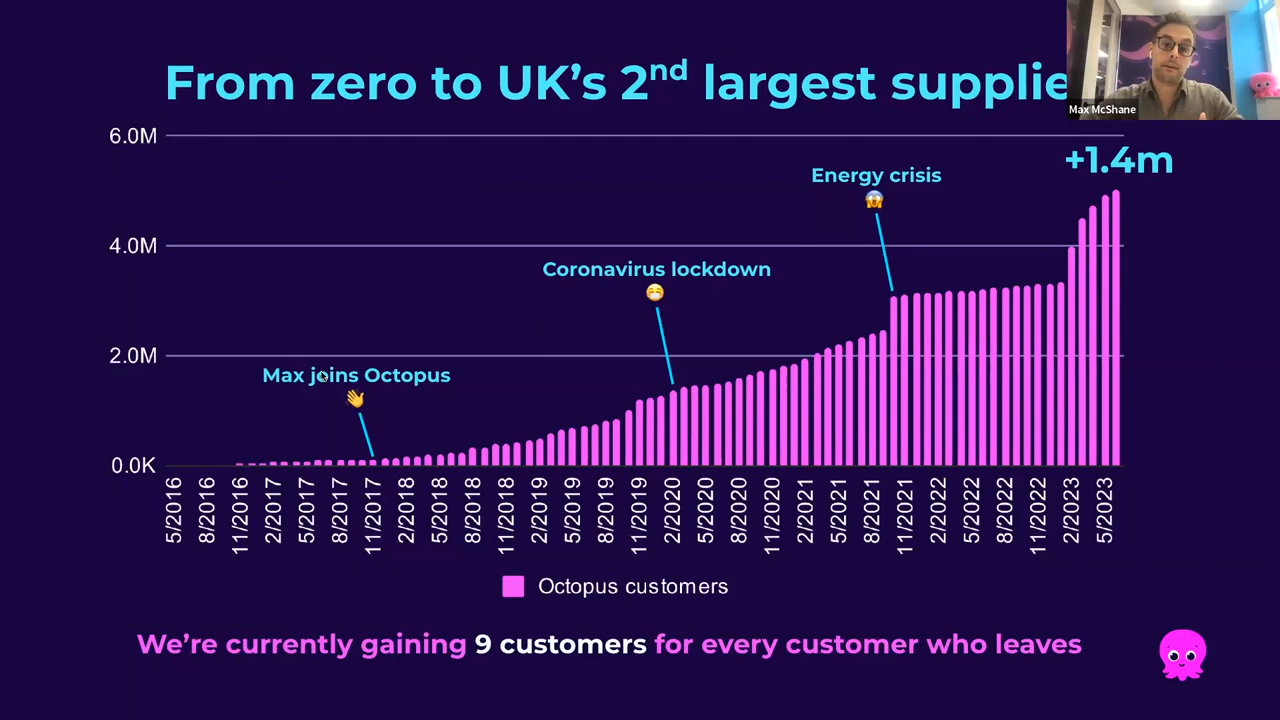 From zero to UK's 2nd largest supplie
Max McShane
6.0M
+1.4m
Energy crisis
4.0M
Coronavirus lockdown
2.0M
Max joins Octopus
0.0K
5/2016
8/2016
11/2016
2/2017
5/2017
8/2017
11/2017
2/2018
5/2018
8/2018
11/2018
2/2019
5/2019
8/2019
11/2019
2/2020
5/2020
8/2020
11/2020
2/2021
5/2021
8/2021
11/2021
2/2022
5/2022
8/2022
11/2022
2/2023
5/2023
Octopus customers
We're currently gaining 9 customers for every customer who leaves